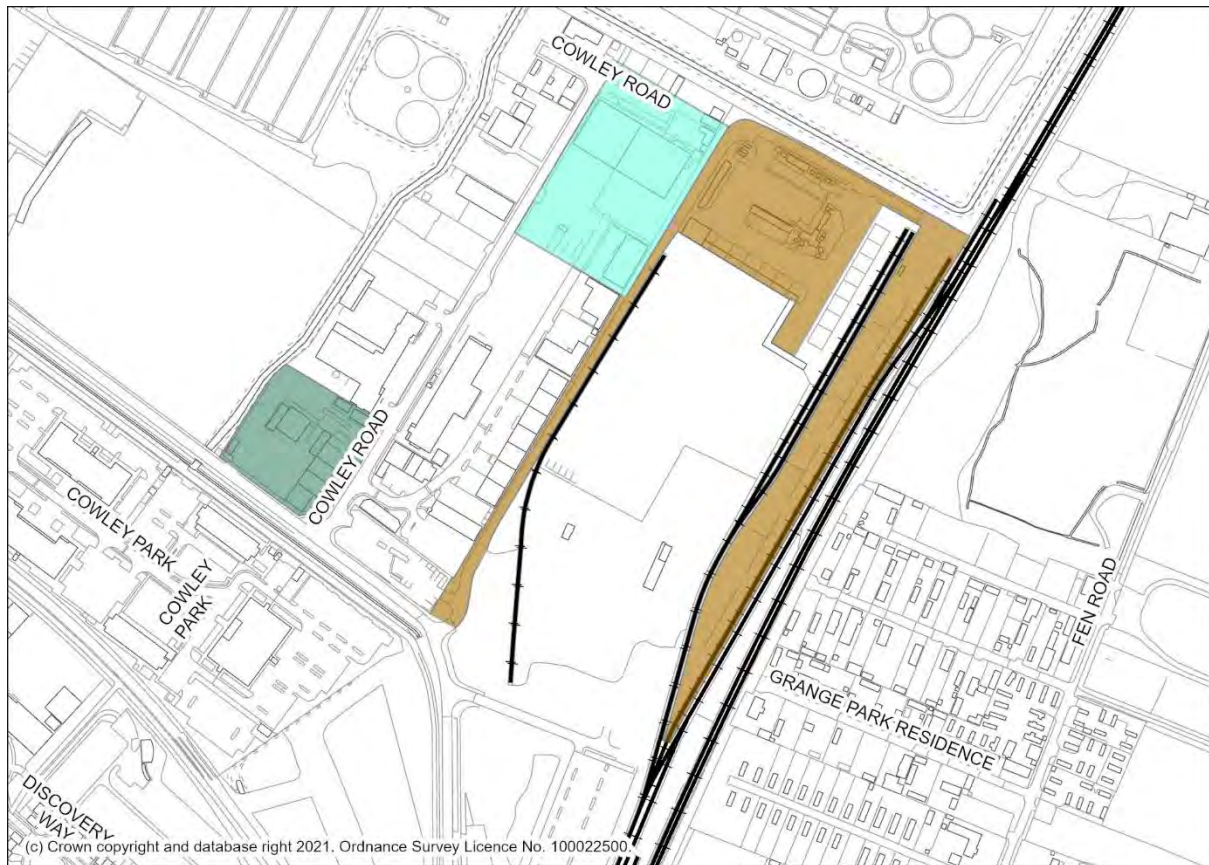 COWLEY ROAD
COWLEY ROAD
COWLEY PARK
COWLEY
PARK
FEN ROAD
GRANGE PARK RESIDENCE
DISCOVERY
WAY
(c) Crown copyright and database right 2021. Ordnance Survey Licence No. 100022500.